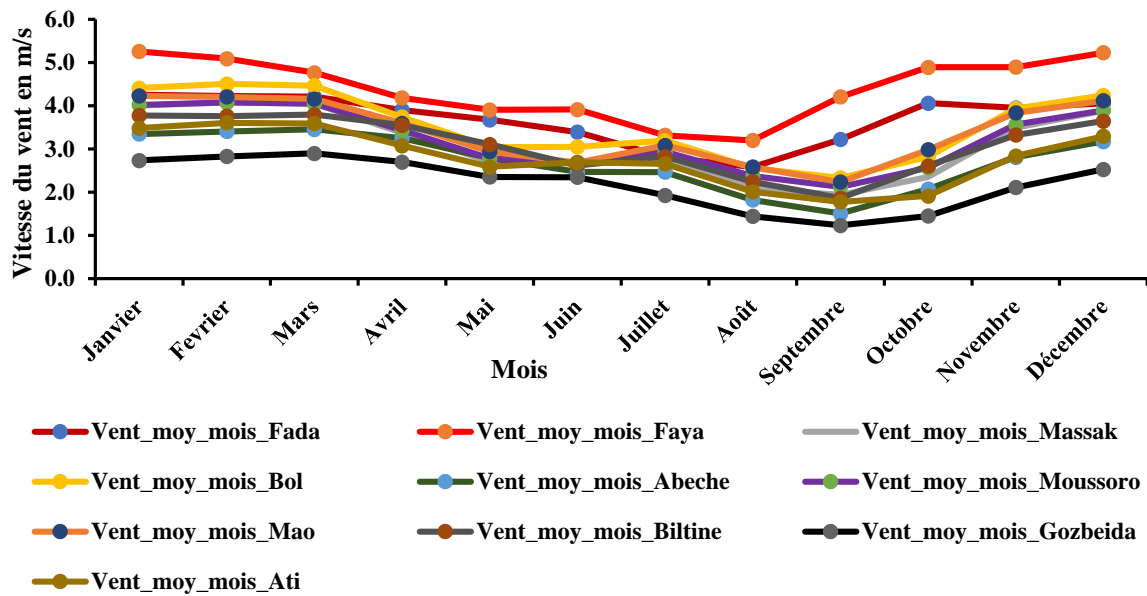 Vitesse du vent en m/s
6.0
5.0
4.0
3.0
2.0
1.0
0.0
Janvier
Fevrier
Mars
Avril
Mai
Juin
Juillet
Août
Septembre
Octobre
Novembre
Décembre
Mois
Vent_moy_mois_Fada
Vent_moy_mois_Faya
Vent_moy_mois_Massak
Vent_moy_mois_Bol
Vent_moy_mois_Abeche
Vent_moy_mois_Moussoro
Vent_moy_mois_Mao
Vent_moy_mois_Biltine
Vent_moy_mois_Gozbeida
Vent_moy_mois_Ati